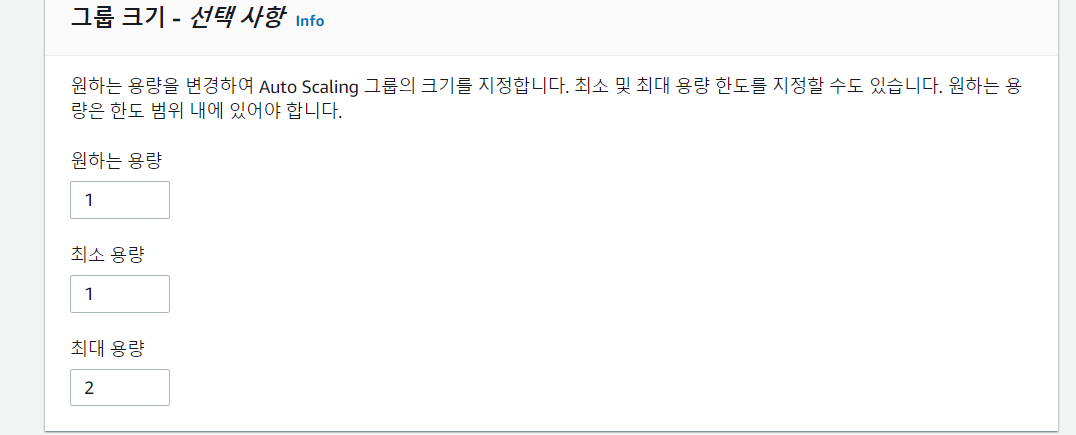 그룹 크기 - 선택 사항 Info
원하는 용량을 변경하여 Auto Scaling 그룹의 크기를 지정합니다. 최소 및 최대 용량 한도를 지정할 수도 있습니다. 원하는 용
량은 한도 범위 내에 있어야 합니다.
원하는 용량
1
최소 용량
1
최대 용량
2